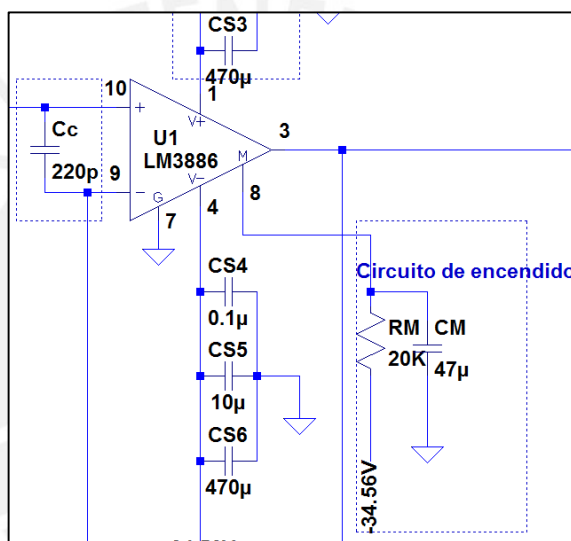 CS3
470µ
1
10
+
Cc
220p
U1
LM3886
V+
3
M
9
-
V-
G
7
4
8
CS4
0.1µ
CS5
10µ
CS6
470µ
Circuito de encendido
RM
20K
CM
47µ
-34.56V